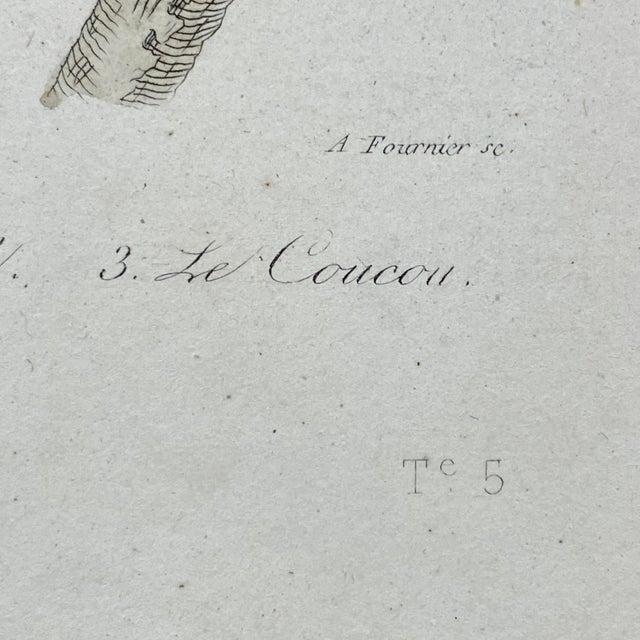 A Fournier sc.
3. Le Coucou.
Te 5